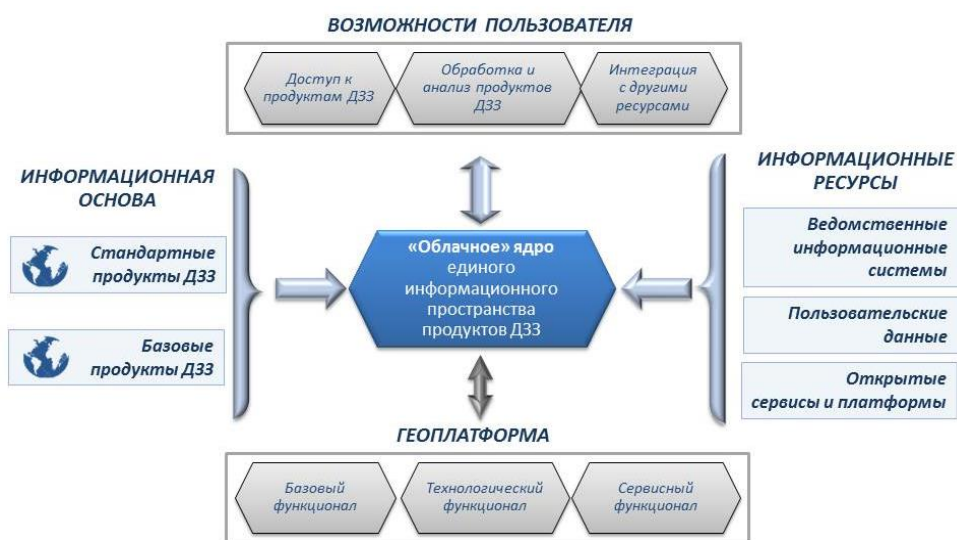 ВОЗМОЖНОСТИ ПОЛЬЗОВАТЕЛЯ
Доступ к
продуктам ДЗЗ
Обработка и
анализ продуктов
ДЗЗ
Интеграция
с другими
ресурсами
ИНФОРМАЦИОННАЯ
ОСНОВА
Стандартные
продукты ДЗЗ
Базовые
продукты ДЗЗ
«Облачное» ядро
единого
информационного
пространства
продуктов ДЗЗ
ИНФОРМАЦИОННЫЕ
РЕСУРСЫ
Ведомственные
информационные
системы
Пользовательские
данные
Открытые
сервисы и платформы
ГЕОПЛАТФОРМА
Базовый
функционал
Технологический
функционал
Сервисный
функционал